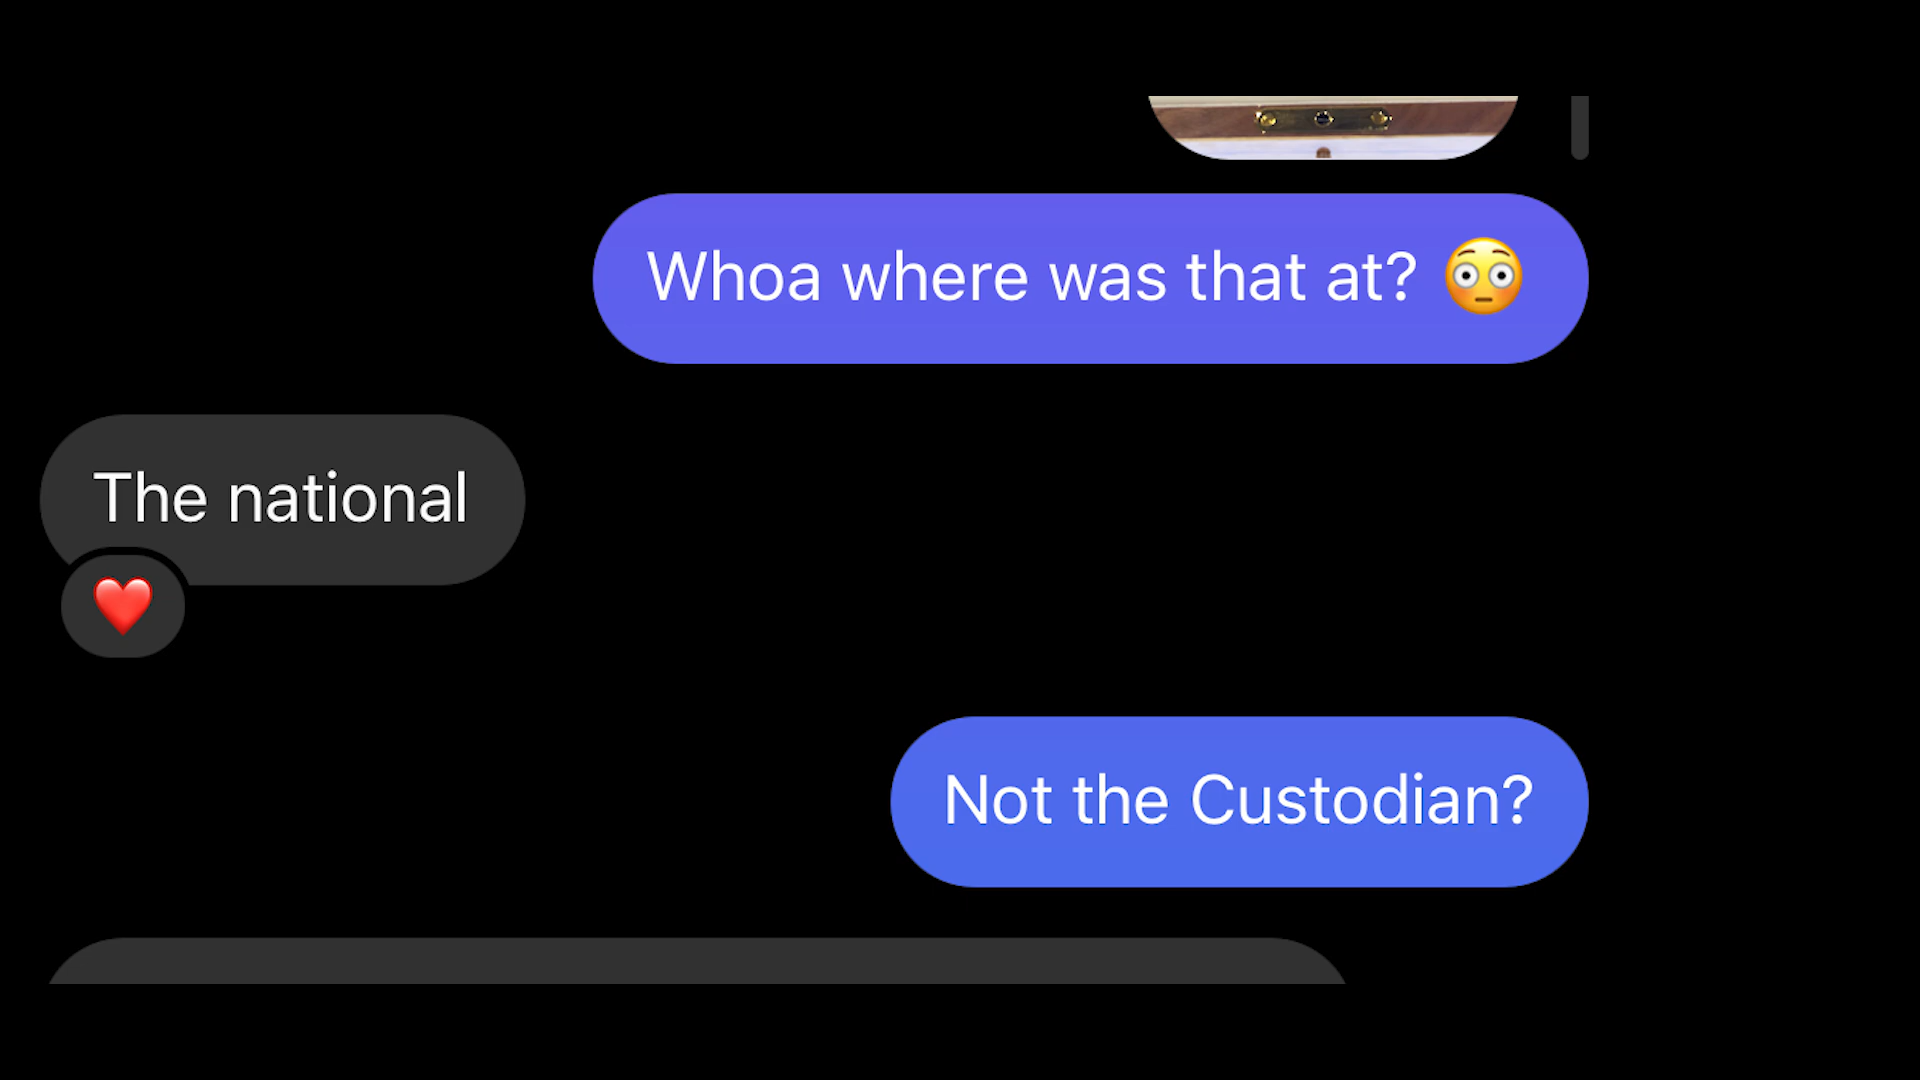 Whoa where was that at? 😳
The national
❤️
Not the Custodian?